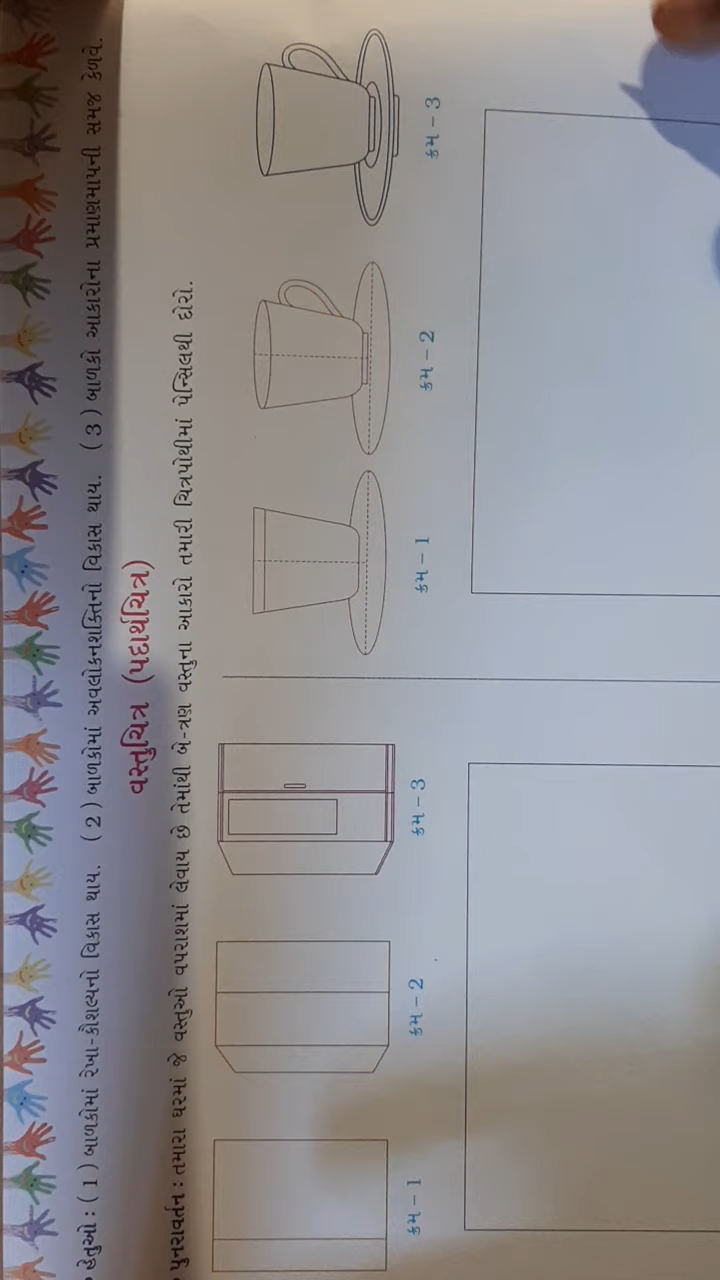 • હેતુઓ : ( 1 ) બાળકોમાં રેખા-કૌશલ્યનો વિકાસ થાય. ( 2 ) બાળકોમાં અવલોકનશક્તિનો વિકાસ થાય. ( 3 ) બાળકો આકારોના પ્રમાણમાપની સમજ કેળવે.
વસ્તુચિત્ર (પદાર્થચિત્ર)
• પુનરાવર્તન : તમારા ઘરમાં જે વસ્તુઓ વપરાશમાં લેવાય છે તેમાંથી બે-ત્રણ વસ્તુના આકારો તમારી ચિત્રપોથીમાં પેન્સિલથી દોરો.
ક્રમ – 1 ક્રમ – 2 ક્રમ – 3 ક્રમ – 1 ક્રમ – 2 ક્રમ – 3